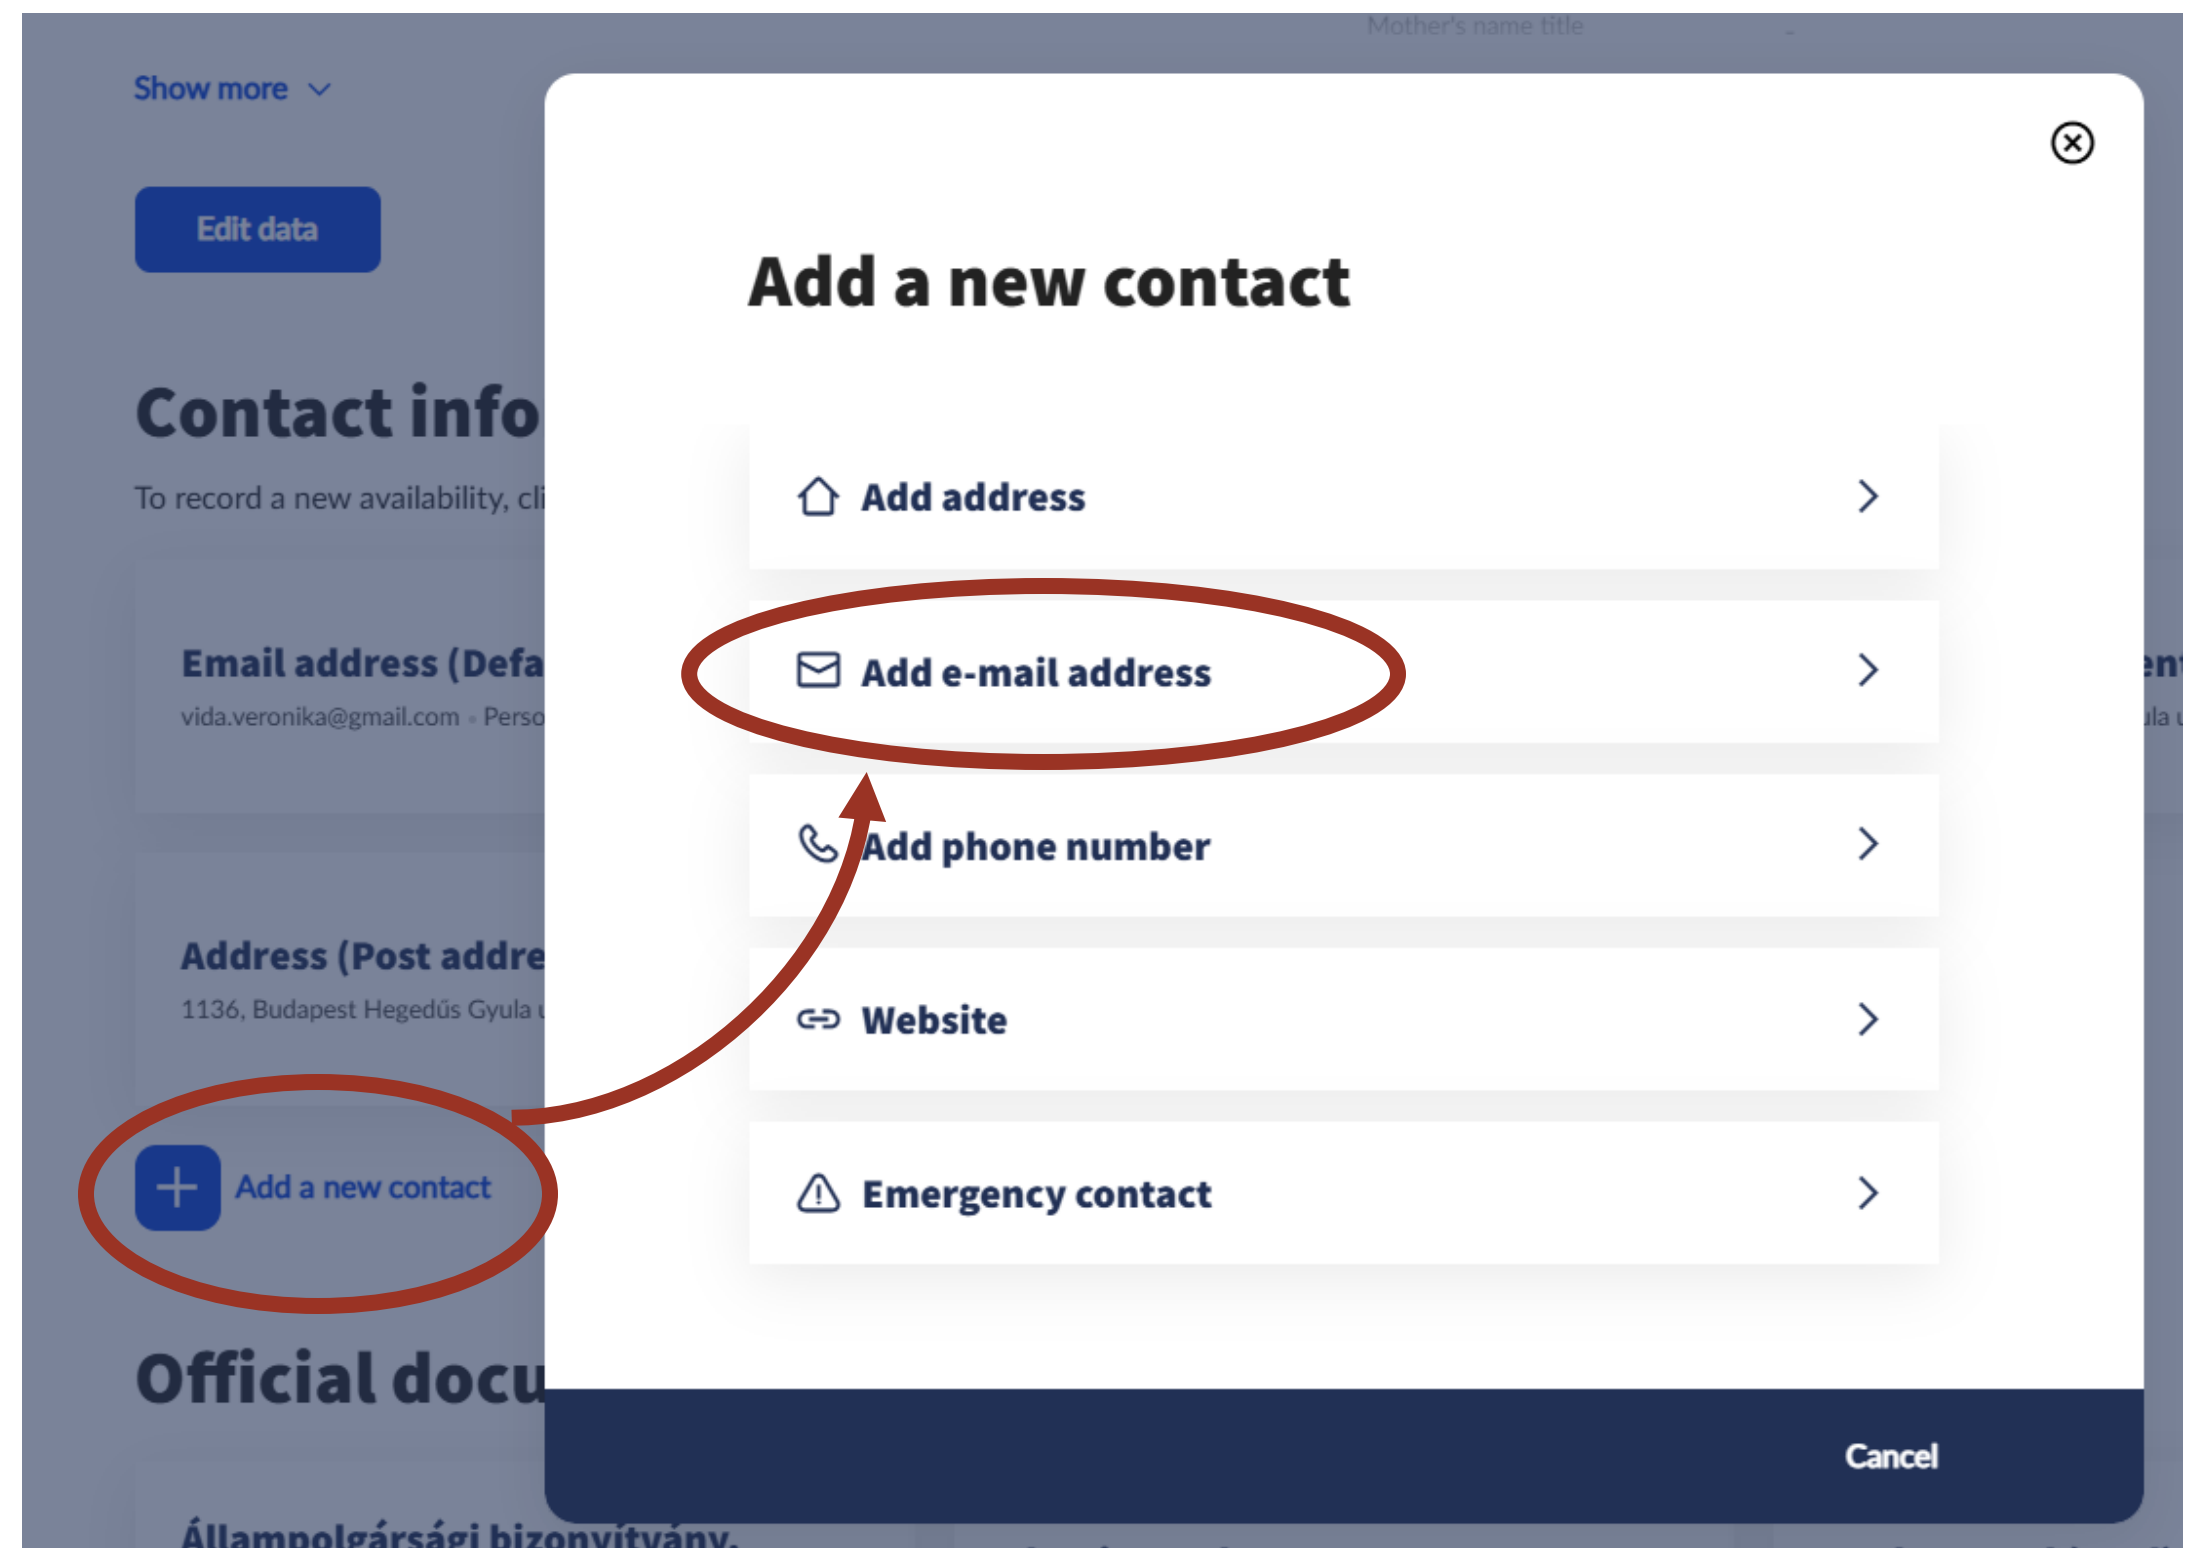 Mother's name title -
Show more
Edit data
Add a new contact
Contact info
To record a new availability, cli
Add address
Email address (Defa
vida.veronika@gmail.com • Perso
Add e-mail address
Add phone number
Address (Post addre
1136, Budapest Hegedűs Gyula u
Website
Add a new contact
Emergency contact
Official docu
Cancel
Állampolgársági bizonyítvány,